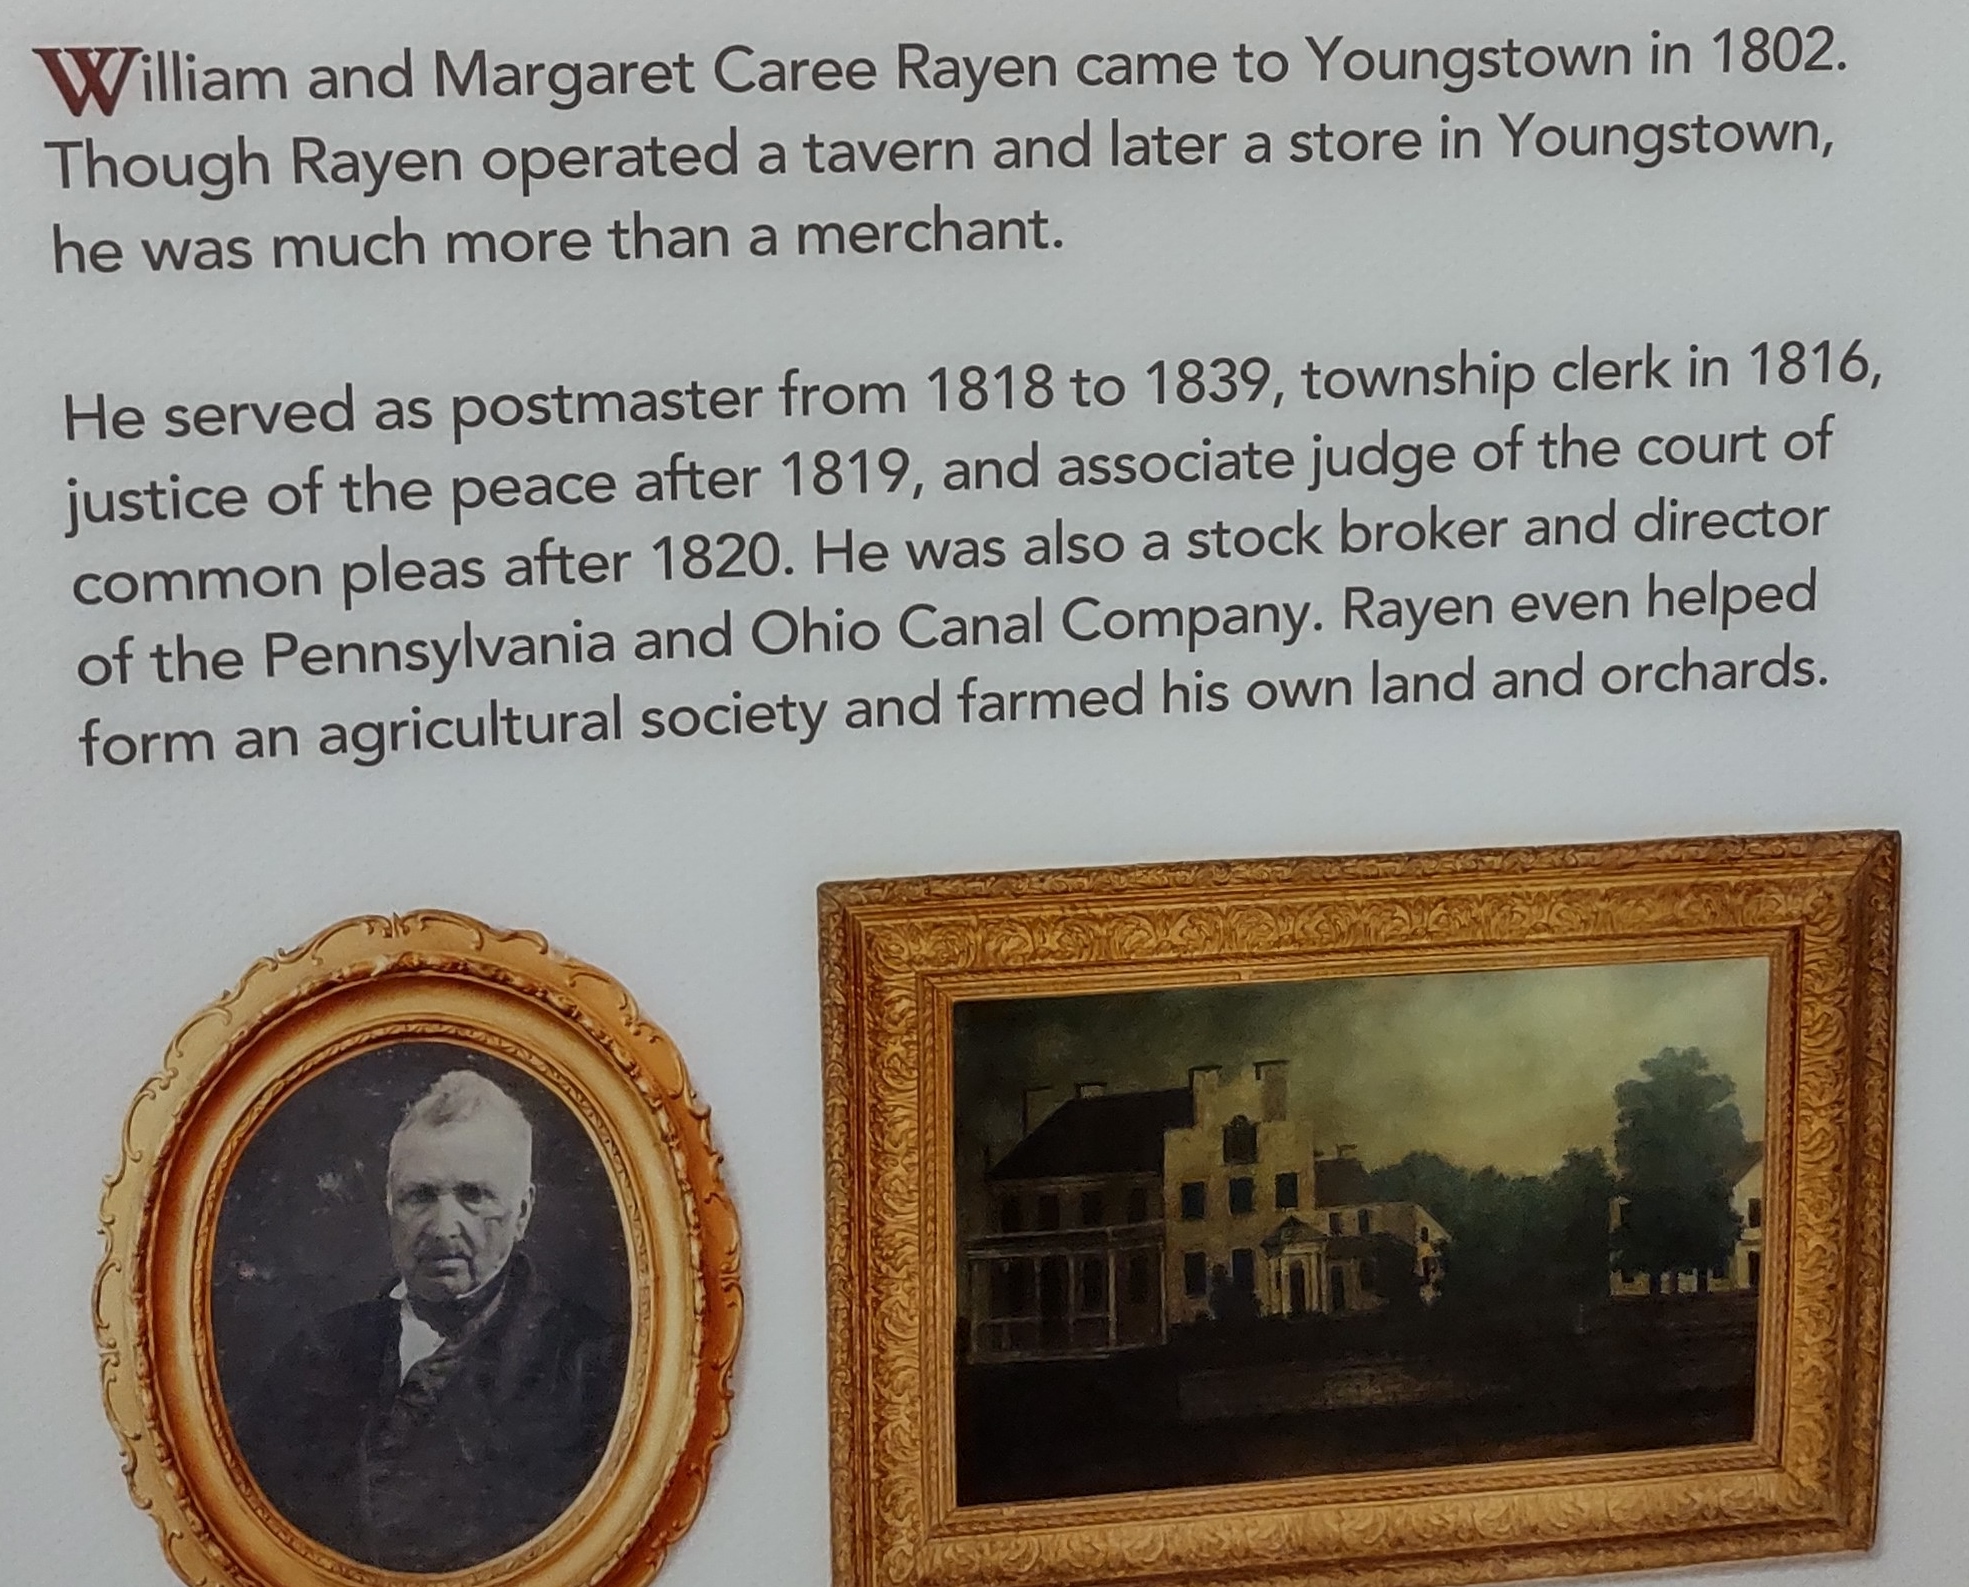 William and Margaret Caree Rayen came to Youngstown in 1802.
Though Rayen operated a tavern and later a store in Youngstown,
he was much more than a merchant.
He served as postmaster from 1818 to 1839, township clerk in 1816,
justice of the peace after 1819, and associate judge of the court of
common pleas after 1820. He was also a stock broker and director
of the Pennsylvania and Ohio Canal Company. Rayen even helped
form an agricultural society and farmed his own land and orchards.